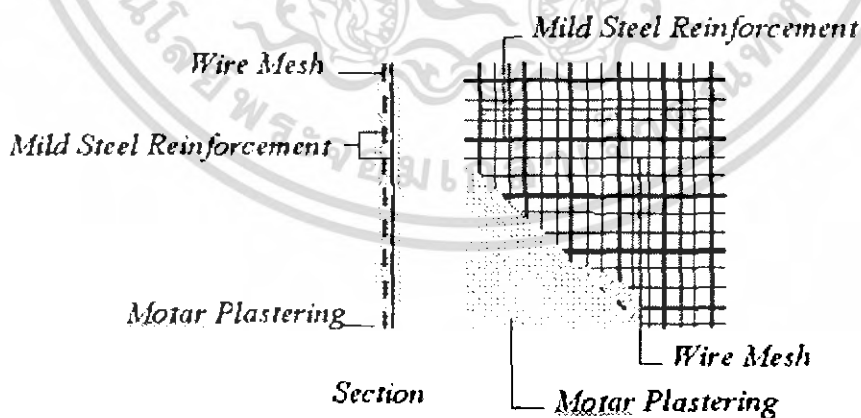 Mild Steel Reinforcement
Wire Mesh
Mild Steel Reinforcement
Motar Plastering
Wire Mesh
Section
Motar Plastering